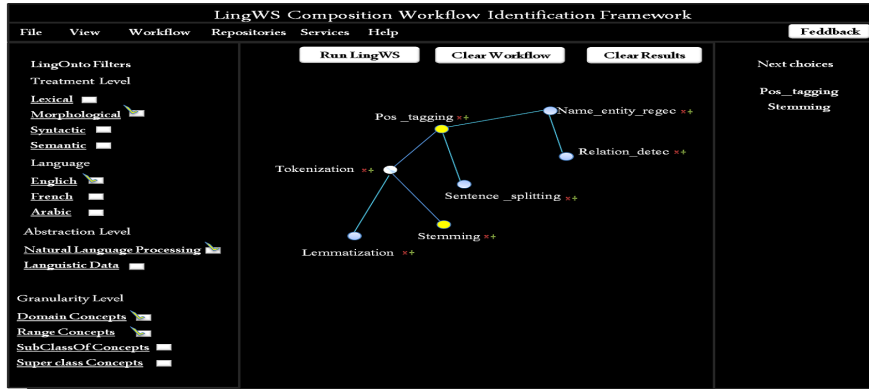 LingWS Composition Workflow Identification Framework
File View Workflow Repositories Services Help Feddback
Run LingWS Clear Workflow Clear Results
LingOnto Filters
Treatment Level
Lexical
Morphological
Syntactic
Semantic
Language
Englich
French
Arabic
Abstraction Level
Natural Language Processing
Languistic Data
Granularity Level
Domain Concepts
Range Concepts
SubClassOf Concepts
Super class Concepts
Pos _tagging ×+
Name_entity_regec ×+
Relation_detec ×+
Tokenization ×+
Sentence _splitting ×+
Stemming ×+
Lemmatization ×+
Next choices
Pos_tagging
Stemming